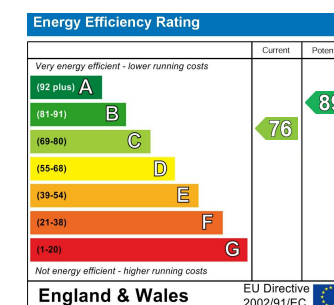 Energy Efficiency Rating
Current
Very energy efficient - lower running costs
(92 plus) A
(81-91) B
(69-80) C
76
(55-68) D
(39-54) E
(21-38) F
(1-20) G
Not energy efficient - higher running costs
England & Wales
EU Directive
2002/91/EC